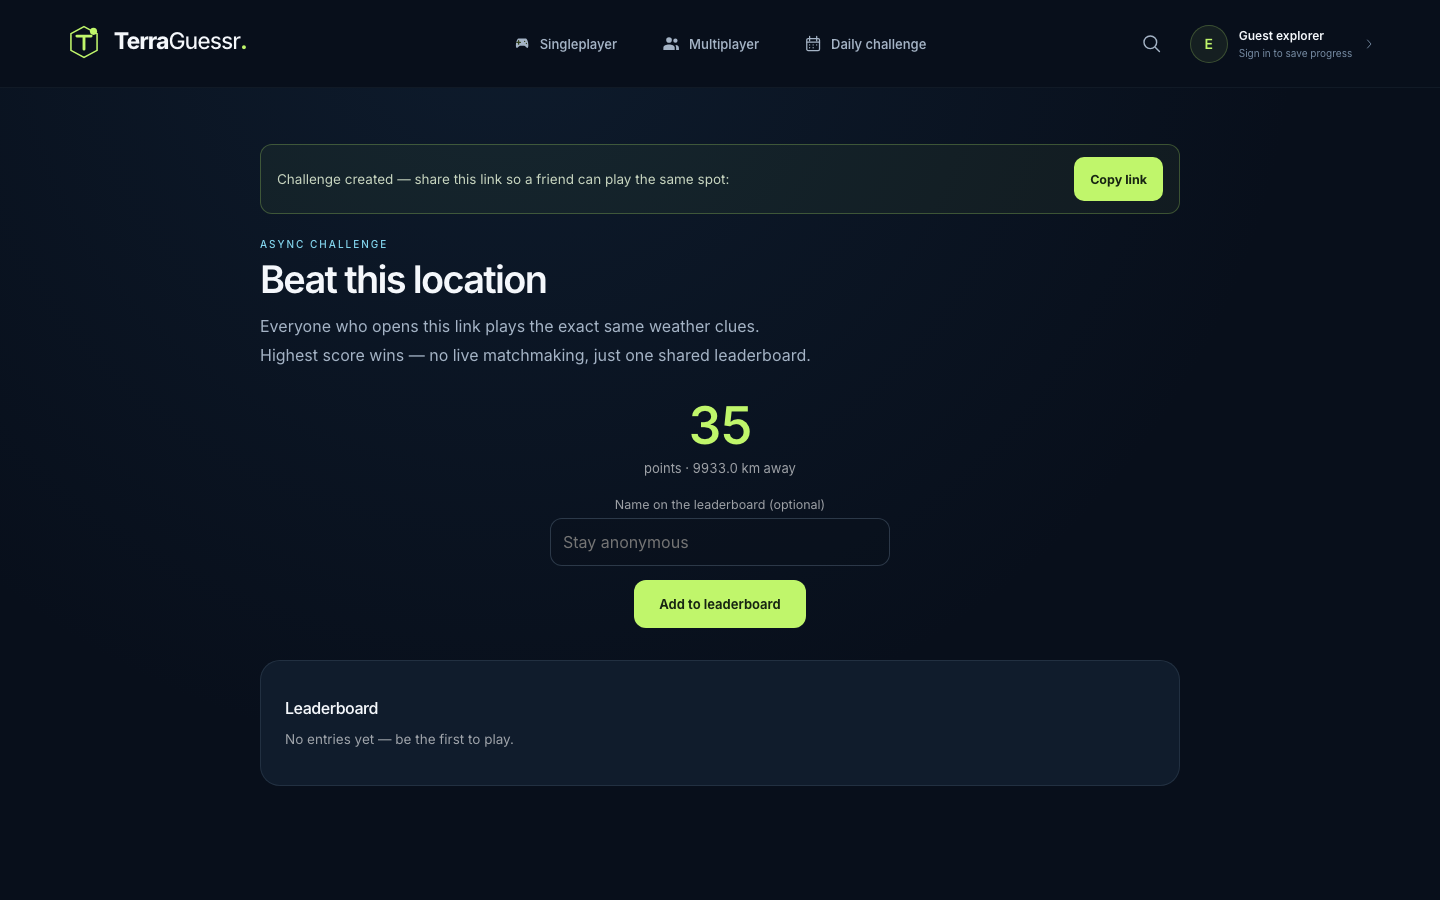 TerraGuessr.
Singleplayer
Multiplayer
Daily challenge
E
Guest explorer
Sign in to save progress
Challenge created — share this link so a friend can play the same spot:
Copy link
ASYNC CHALLENGE
Beat this location
Everyone who opens this link plays the exact same weather clues.
Highest score wins — no live matchmaking, just one shared leaderboard.
35
points · 9933.0 km away
Name on the leaderboard (optional)
Stay anonymous
Add to leaderboard
Leaderboard
No entries yet — be the first to play.